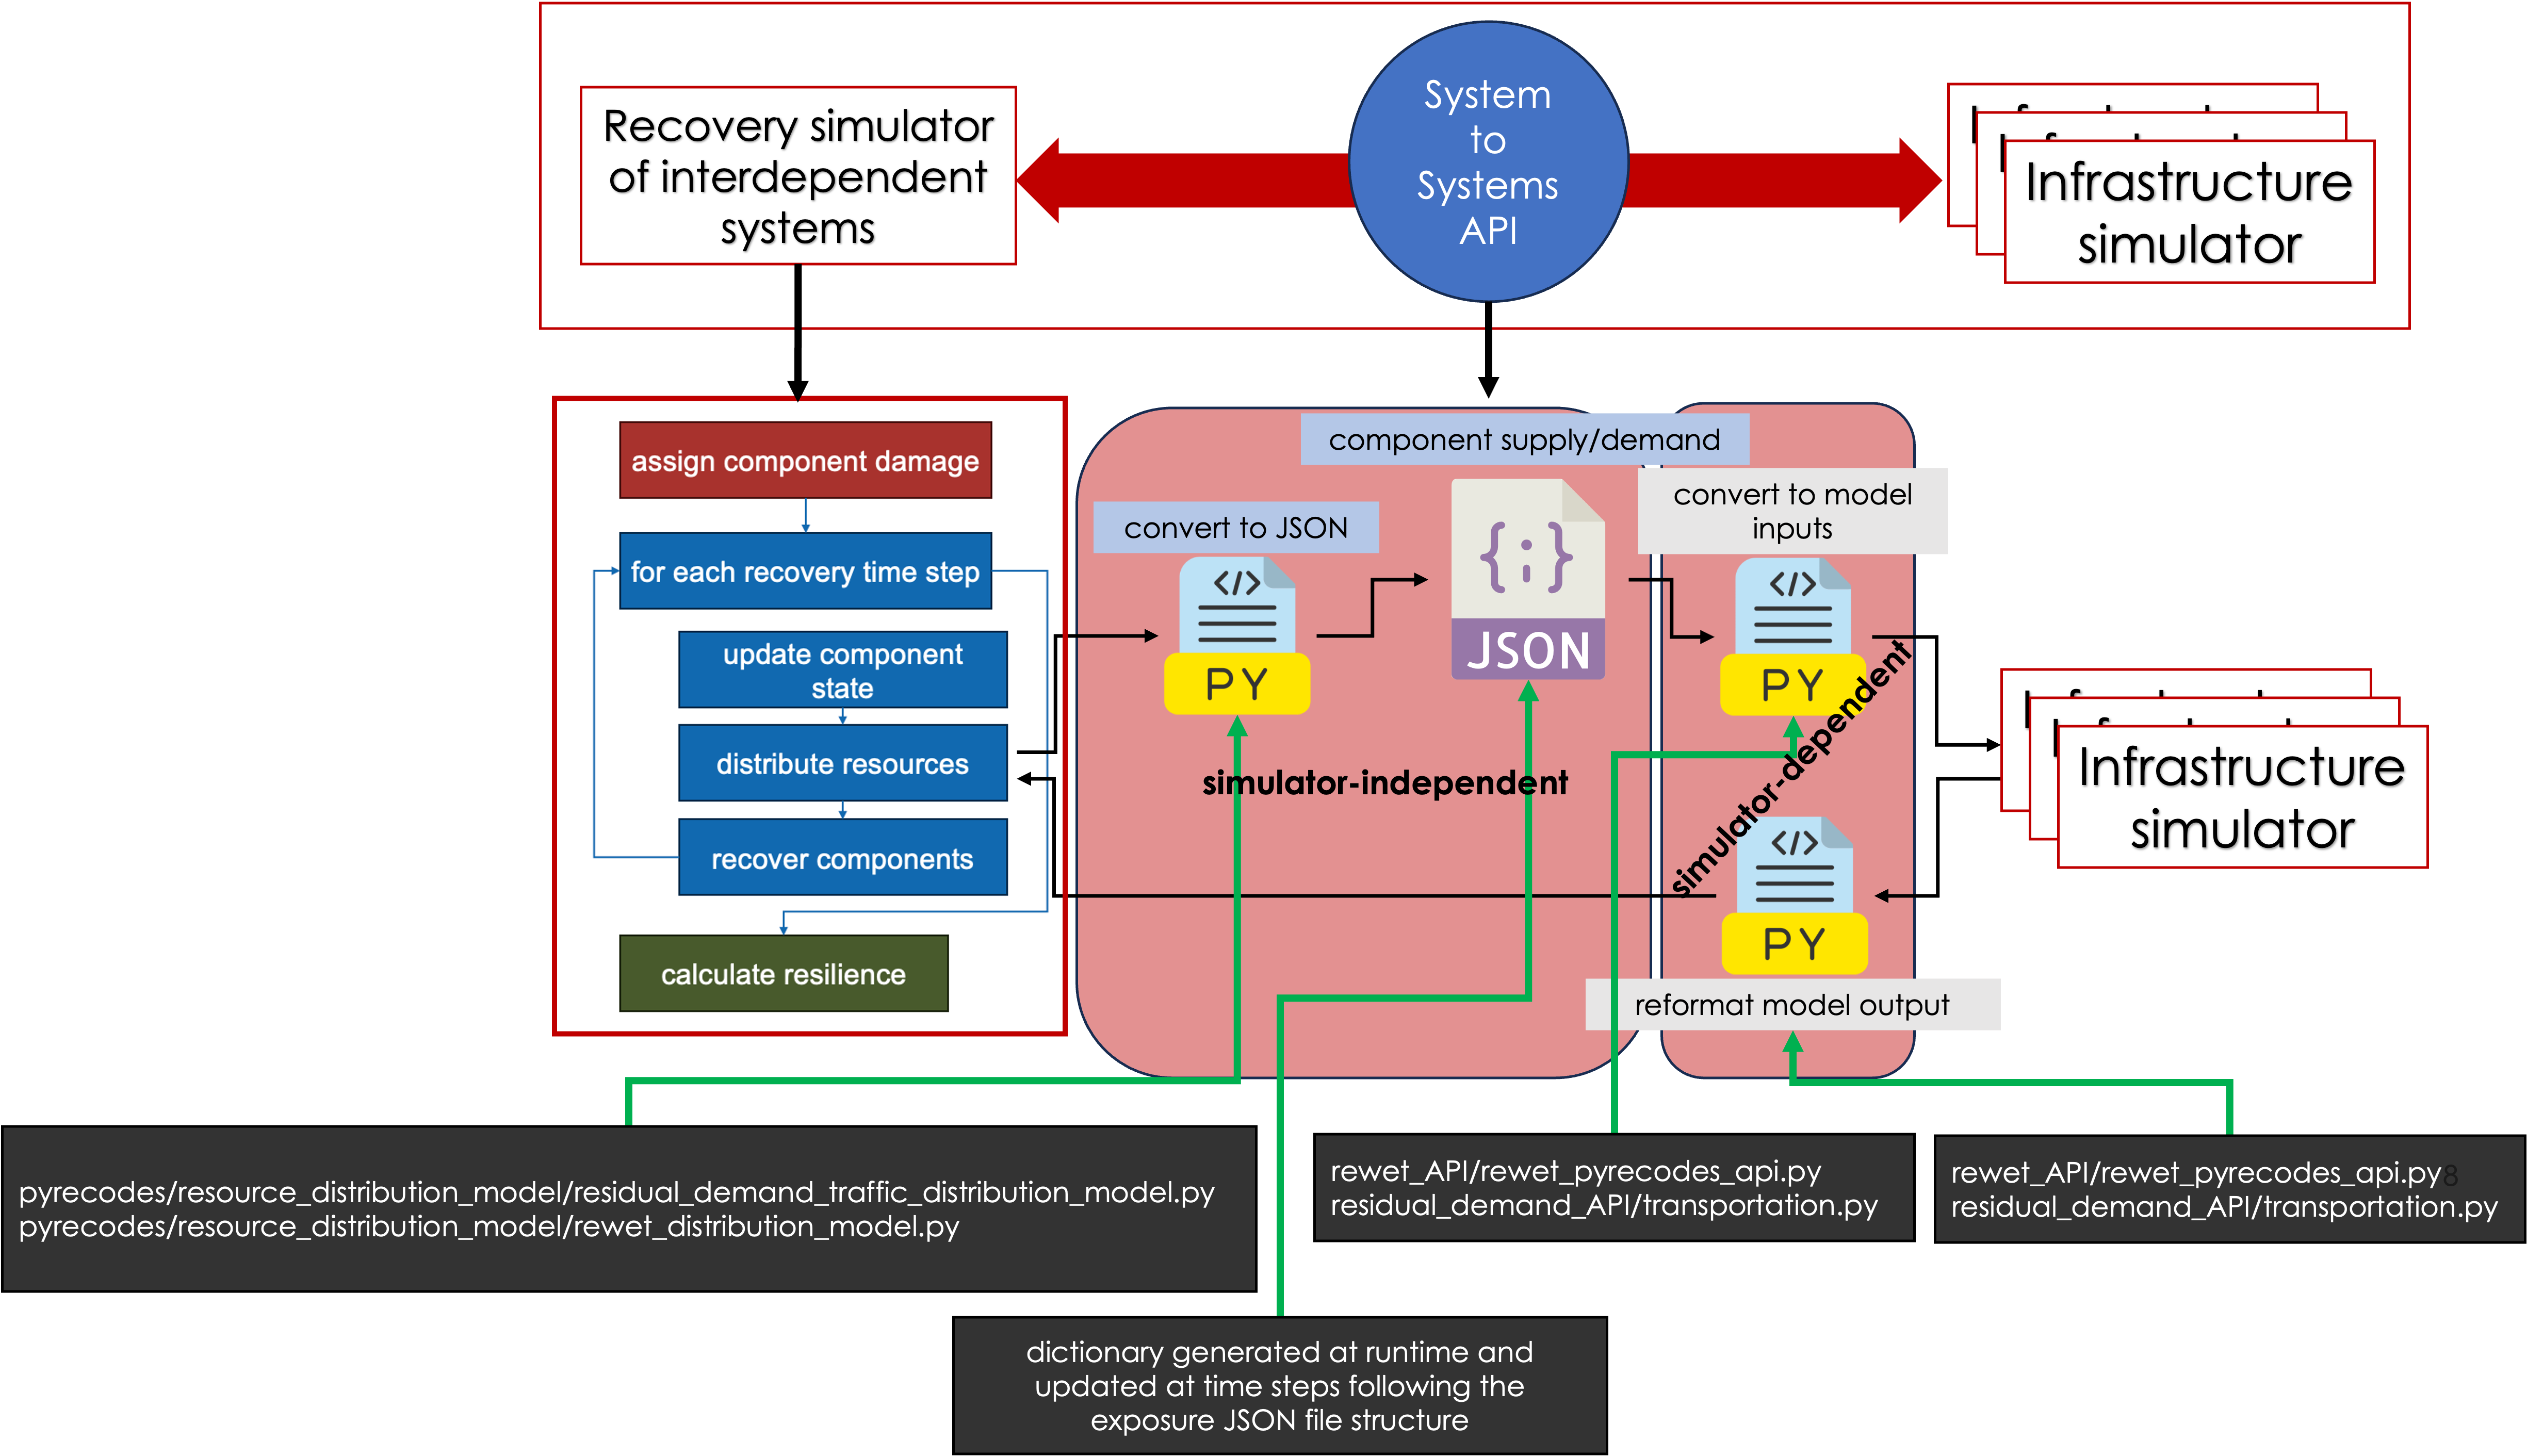 System
to
Systems
API
Recovery simulator
of interdependent
systems
Infrastructure
simulator
component supply/demand
assign component damage
convert to model
inputs
convert to JSON
for each recovery time step
</>
{;}
</>
JSON
update component
state
PY
PY
distribute resources
simulator-independent
simulator-dependent
Infrastructure
simulator
recover components
</>
PY
calculate resilience
reformat model output
pyrecodes/resource_distribution_model/residual_demand_traffic_distribution_model.py
pyrecodes/resource_distribution_model/rewet_distribution_model.py
rewet_API/rewet_pyrecodes_api.py
residual_demand_API/transportation.py
rewet_API/rewet_pyrecodes_api.py8
residual_demand_API/transportation.py
dictionary generated at runtime and
updated at time steps following the
exposure JSON file structure